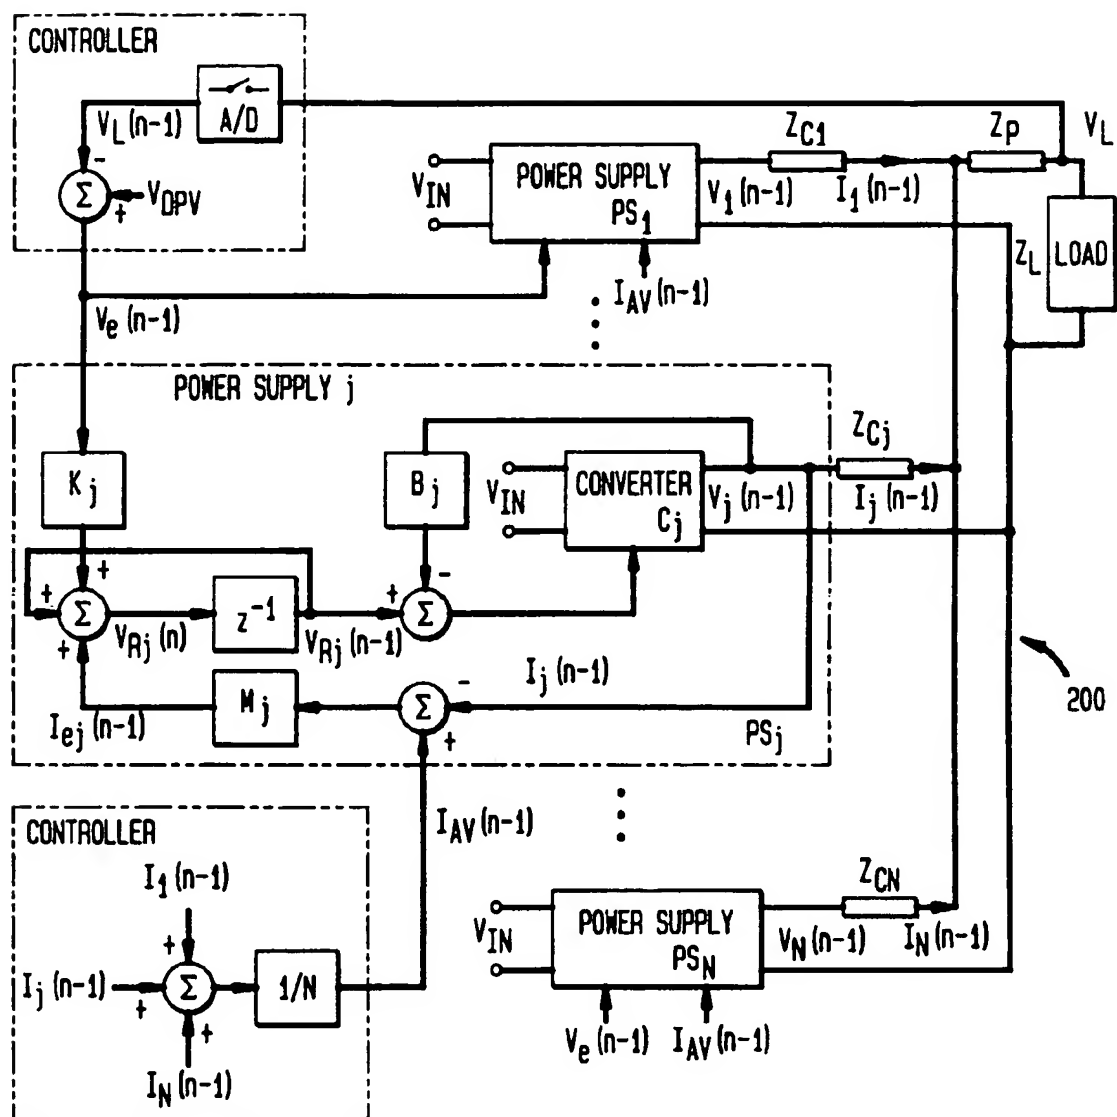 CONTROLLER
A/D
V_L(n-1)
-
Σ
+
V_DPV
V_e(n-1)
V_IN
POWER SUPPLY
PS_1
V_1(n-1)
Z_C1
I_1(n-1)
Z_P
V_L
Z_L
LOAD
I_AV(n-1)
POWER SUPPLY j
K_j
B_j
V_IN
CONVERTER
C_j
V_j(n-1)
Z_Cj
I_j(n-1)
+
+
Σ
+
V_Rj(n)
z^-1
V_Rj(n-1)
+
-
Σ
I_ej(n-1)
M_j
Σ
-
+
I_j(n-1)
PS_j
200
CONTROLLER
I_AV(n-1)
I_1(n-1)
+
I_j(n-1)
+
Σ
+
1/N
I_N(n-1)
V_IN
POWER SUPPLY
PS_N
V_N(n-1)
Z_CN
I_N(n-1)
V_e(n-1)
I_AV(n-1)